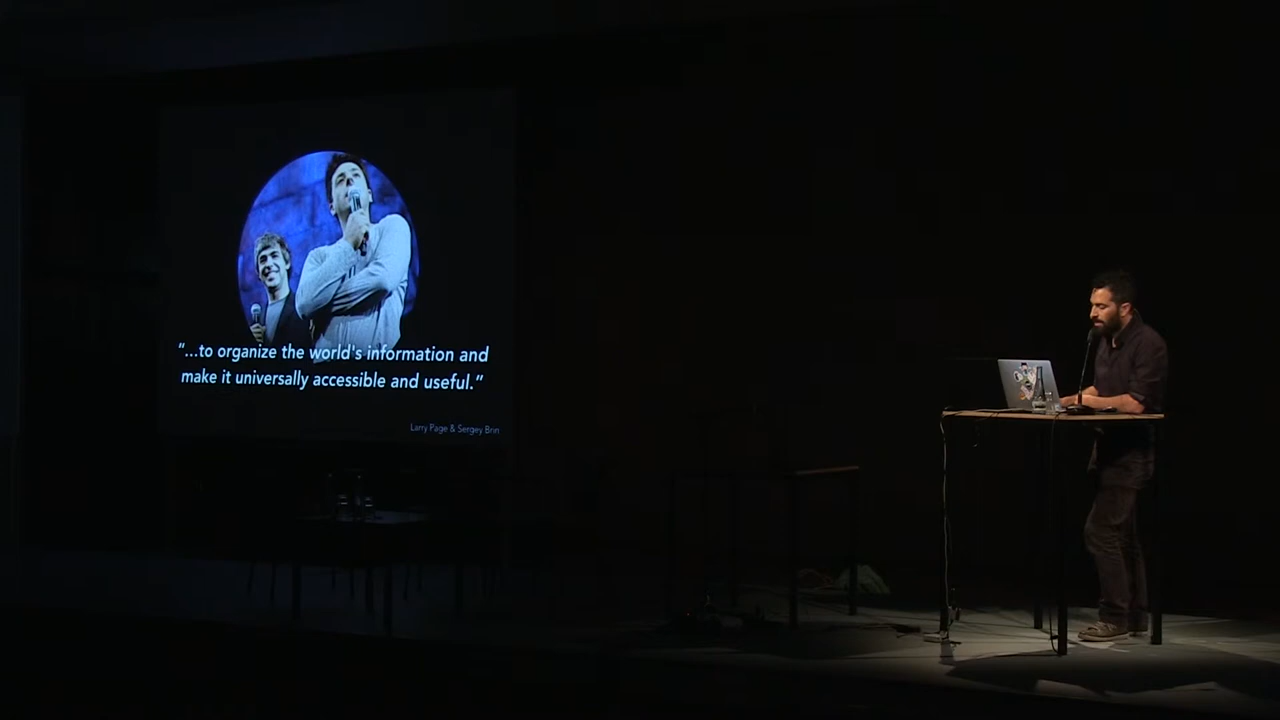 “...to organize the world's information and
make it universally accessible and useful.”
Larry Page & Sergey Brin